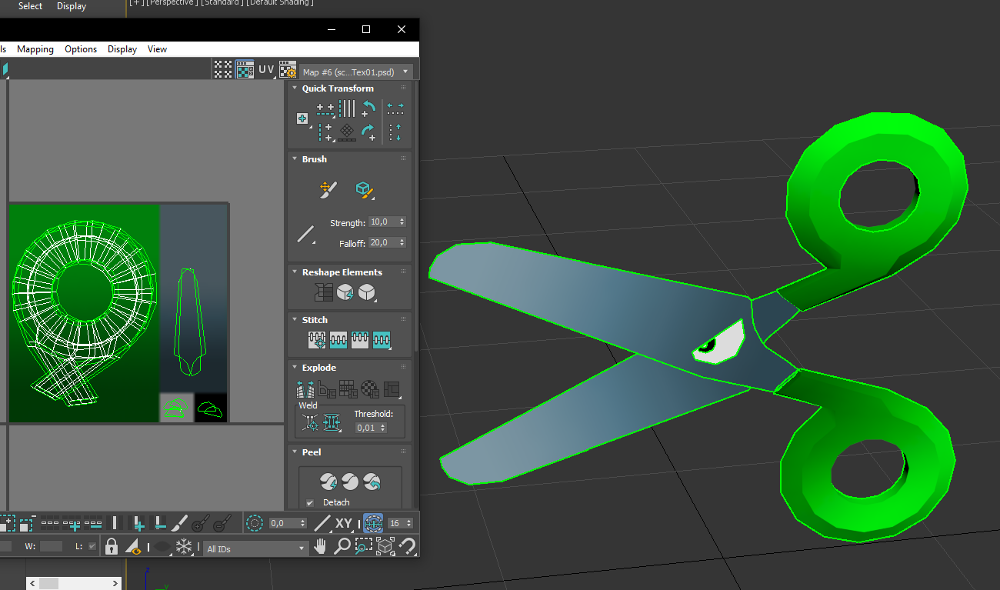 Select Display
[ + ] [Perspective ] [Standard ] [Default Shading ]
ls Mapping Options Display View
UV
Map #6 (sc...Tex01.psd)
Quick Transform
Brush
Strength: 10,0
Falloff: 20,0
Reshape Elements
Stitch
Explode
Weld
Threshold:
0,01
Peel
Detach
0,0
XY
16
W:
L:
All IDs
z
y